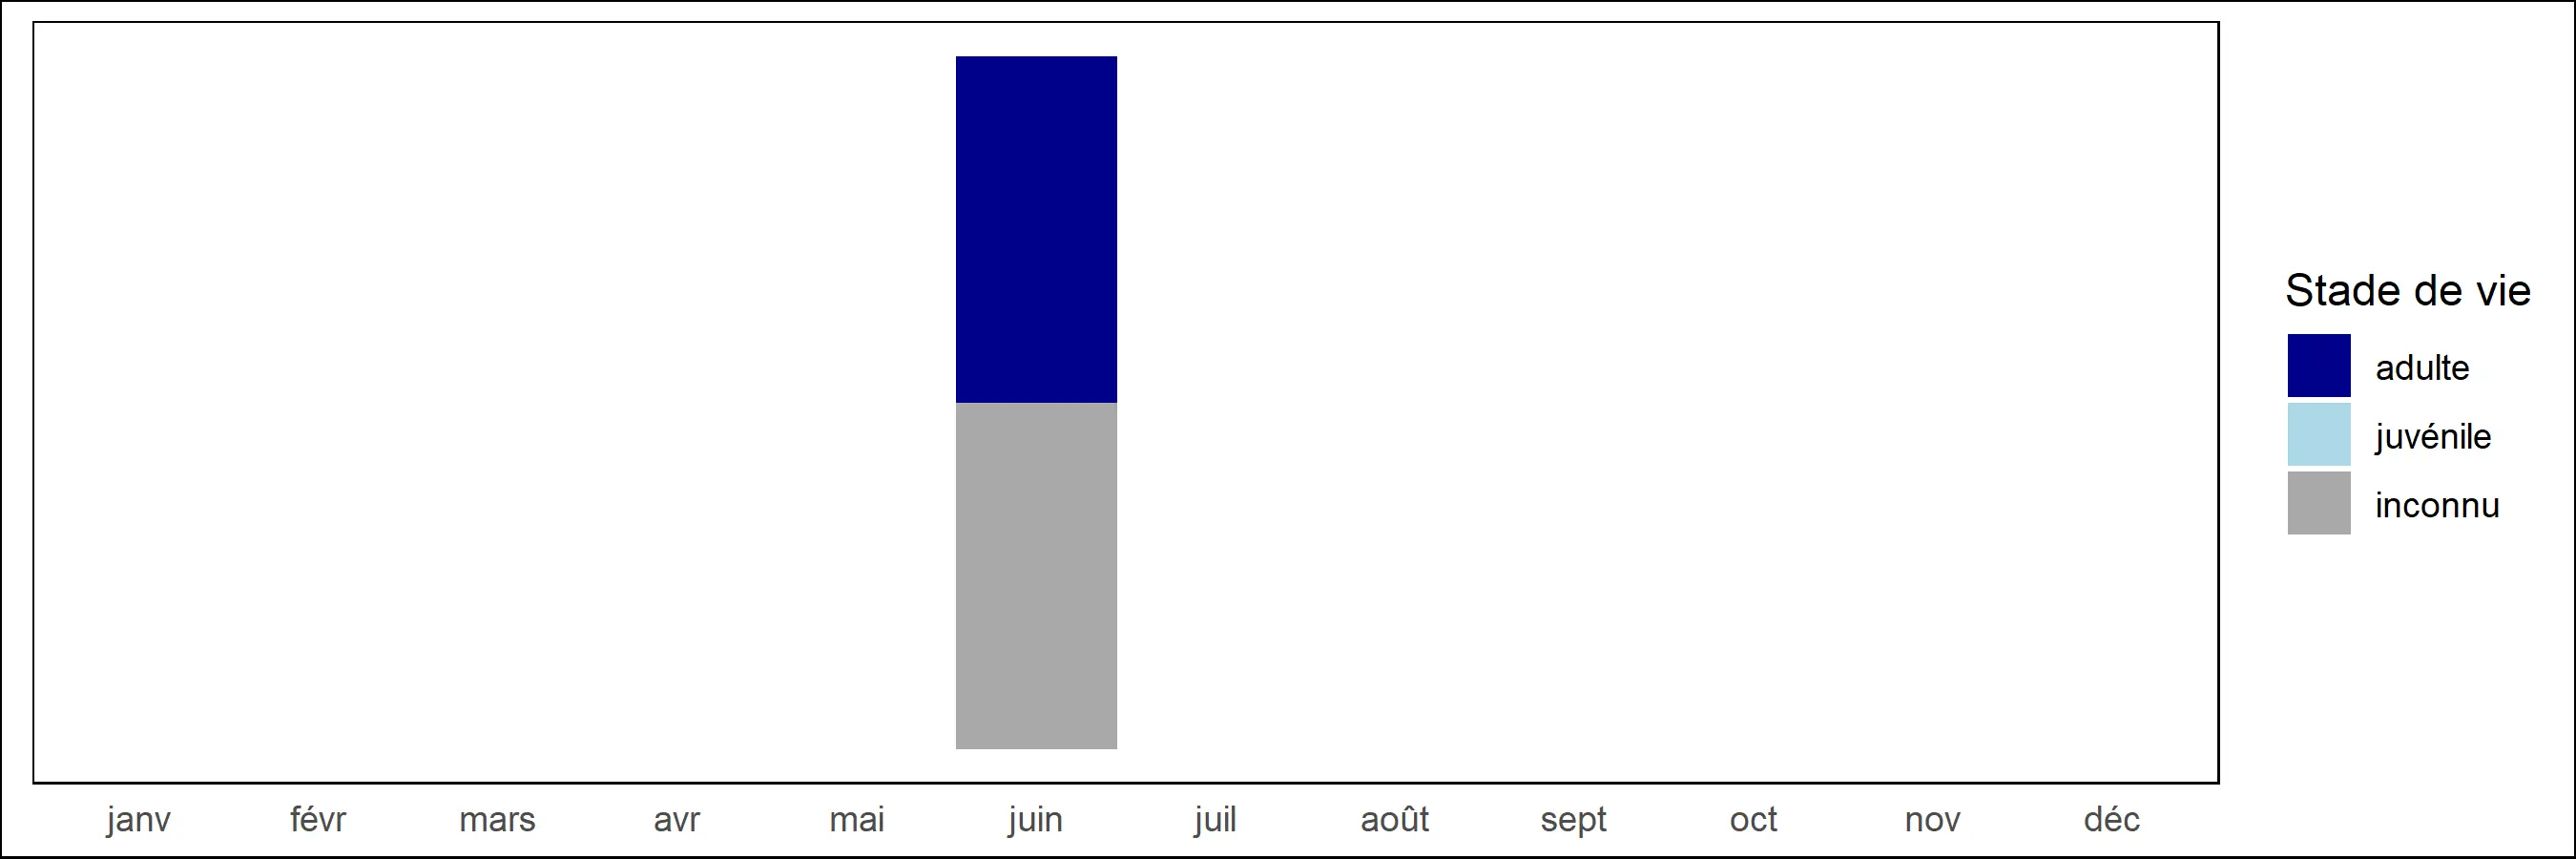 Stade de vie
adulte
juvénile
inconnu
janv févr mars avr mai juin juil août sept oct nov déc